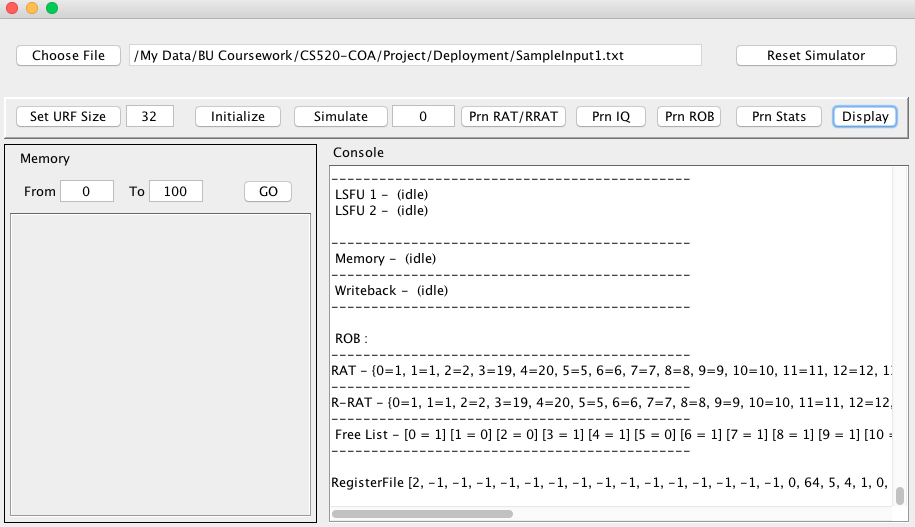 Choose File /My Data/BU Coursework/CS520-COA/Project/Deployment/SampleInput1.txt Reset Simulator
Set URF Size 32 Initialize Simulate 0 Prn RAT/RRAT Prn IQ Prn ROB Prn Stats Display
Memory
From 0 To 100 GO
Console
------------------------------------------
LSFU 1 - (idle)
LSFU 2 - (idle)
------------------------------------------
Memory - (idle)
------------------------------------------
Writeback - (idle)
------------------------------------------
ROB :
------------------------------------------
RAT - {0=1, 1=1, 2=2, 3=19, 4=20, 5=5, 6=6, 7=7, 8=8, 9=9, 10=10, 11=11, 12=12,
------------------------------------------
R-RAT - {0=1, 1=1, 2=2, 3=19, 4=20, 5=5, 6=6, 7=7, 8=8, 9=9, 10=10, 11=11, 12=12,
------------------------------------------
Free List - [0 = 1] [1 = 0] [2 = 0] [3 = 1] [4 = 1] [5 = 0] [6 = 1] [7 = 1] [8 = 1] [9 = 1] [10 =
------------------------------------------
RegisterFile [2, -1, -1, -1, -1, -1, -1, -1, -1, -1, -1, -1, -1, -1, -1, 0, 64, 5, 4, 1, 0,